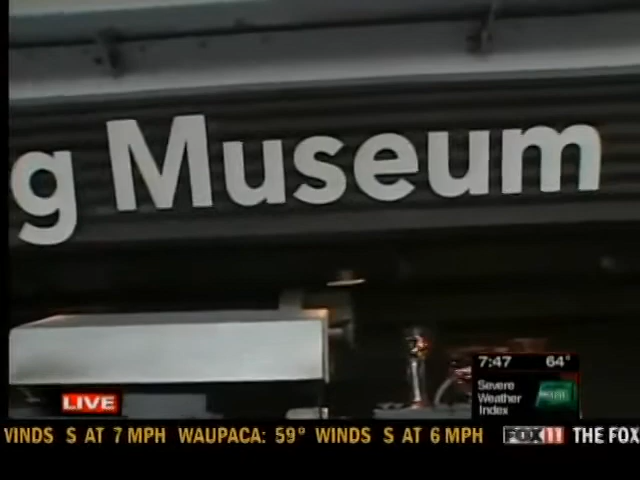 g Museum
7:47 64°
Severe
Weather
Index
LIVE
WINDS S AT 7 MPH WAUPACA: 59° WINDS S AT 6 MPH FOX 11 THE FOX